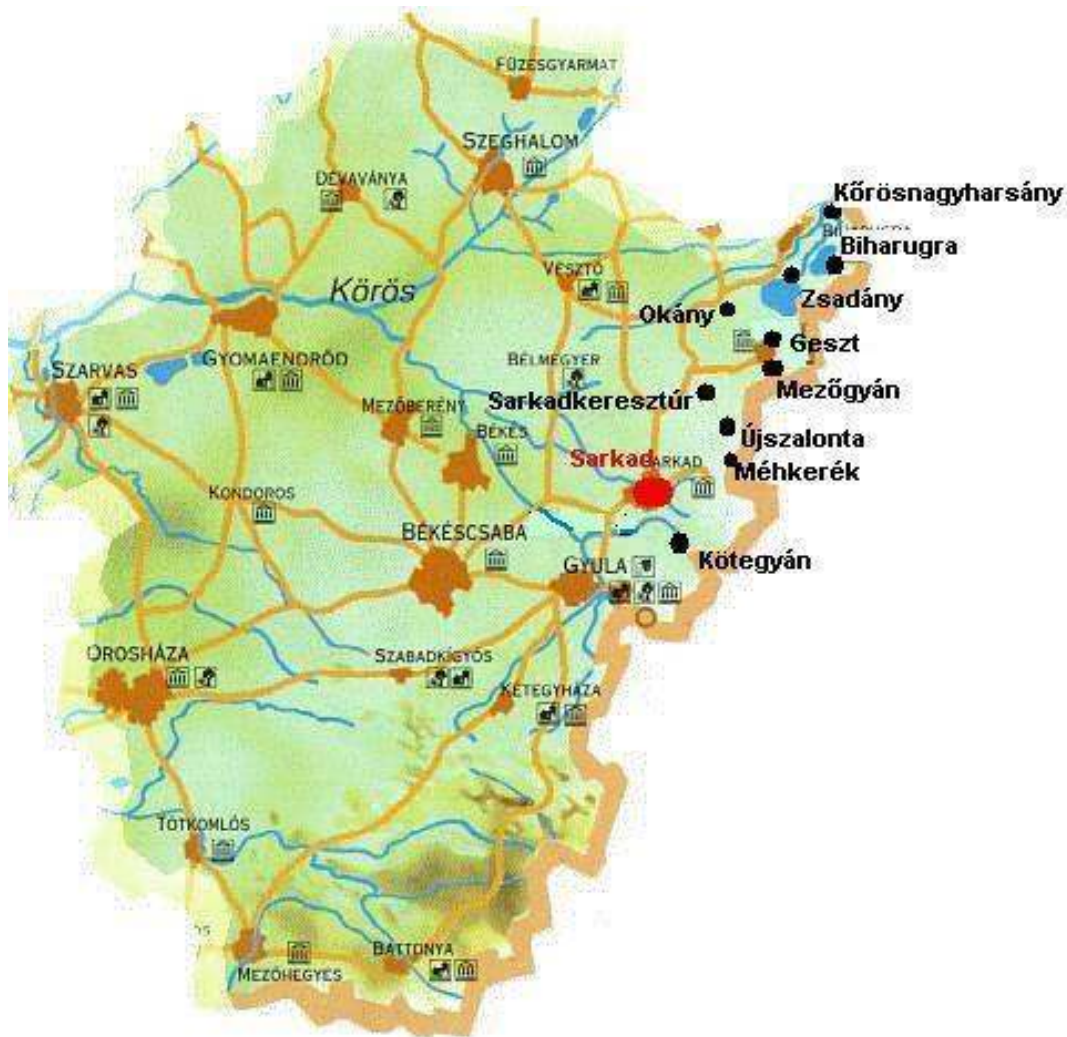 FÜZESGYARMAT
SZEGHALOM
DÉVAVÁNYA
Kőrösnagyharsány
Biharugra
VÉSZTŐ
Körös
Zsadány
Okány
Geszt
GYOMAENDRŐD
BÉLMEGYER
SZARVAS
Mezőgyán
Sarkadkeresztúr
MEZŐBERÉNY
BÉKÉS
Újszalonta
Sarkad
SARKAD
Méhkerék
KONDOROS
BÉKÉSCSABA
GYULA
Kötegyán
OROSHÁZA
SZABADKÍGYÓS
KÉTEGYHÁZA
TÓTKOMLÓS
BATTONYA
MEZŐHEGYES